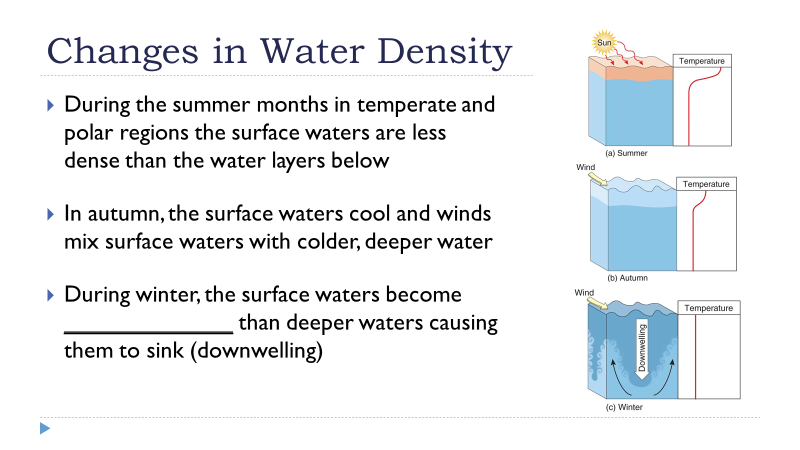 Changes in Water Density
During the summer months in temperate and
polar regions the surface waters are less
dense than the water layers below
In autumn, the surface waters cool and winds
mix surface waters with colder, deeper water
During winter, the surface waters become
________________ than deeper waters causing
them to sink (downwelling)
Sun
Temperature
(a) Summer
Wind
Temperature
(b) Autumn
Wind
Temperature
Downwelling
(c) Winter